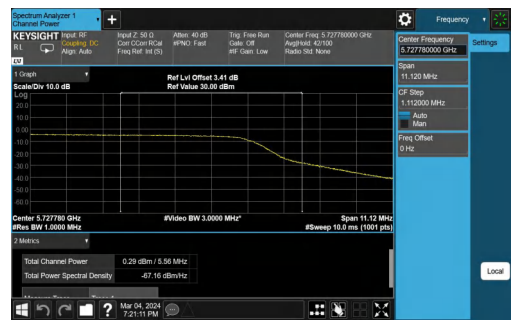 Spectrum Analyzer 1
Channel Power
Frequency
KEYSIGHT Input: RF
RL
Coupling: DC
Align: Auto
Input Z: 50 Ω
Corr CCorr RCal
Freq Ref: Int (S)
Atten: 40 dB
#PNO: Fast
Trig: Free Run
Gate: Off
#IF Gain: Low
Center Freq: 5.727780000 GHz
Avg|Hold: 42/100
Radio Std: None
Center Frequency
5.727780000 GHz
Settings
Span
11.120 MHz
CF Step
1.112000 MHz
Auto
Man
Freq Offset
0 Hz
1 Graph
Scale/Div 10.0 dB
Ref Lvl Offset 3.41 dB
Ref Value 30.00 dBm
Log
20.0
10.0
0.00
-10.0
-20.0
-30.0
-40.0
-50.0
-60.0
Center 5.727780 GHz
#Video BW 3.0000 MHz*
Span 11.12 MHz
#Res BW 1.0000 MHz
#Sweep 10.0 ms (1001 pts)
2 Metrics
Total Channel Power 0.29 dBm / 5.56 MHz
Total Power Spectral Density -67.16 dBm/Hz
Local
Mar 04, 2024
7:21:11 PM